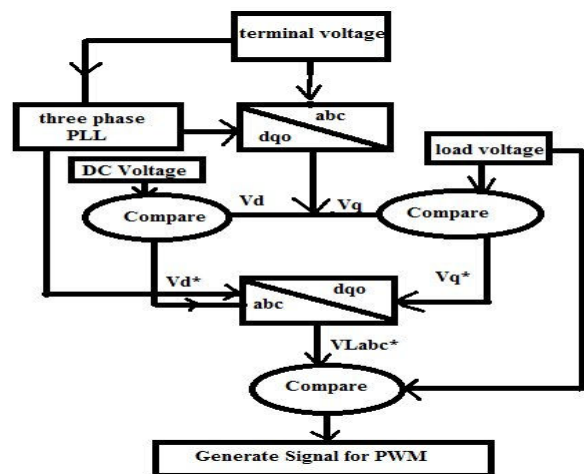 terminal voltage
three phase
PLL
abc
dqo
load voltage
DC Voltage
Compare
Vd
Vq
Compare
Vd*
Vq*
dqo
abc
VLabc*
Compare
Generate Signal for PWM